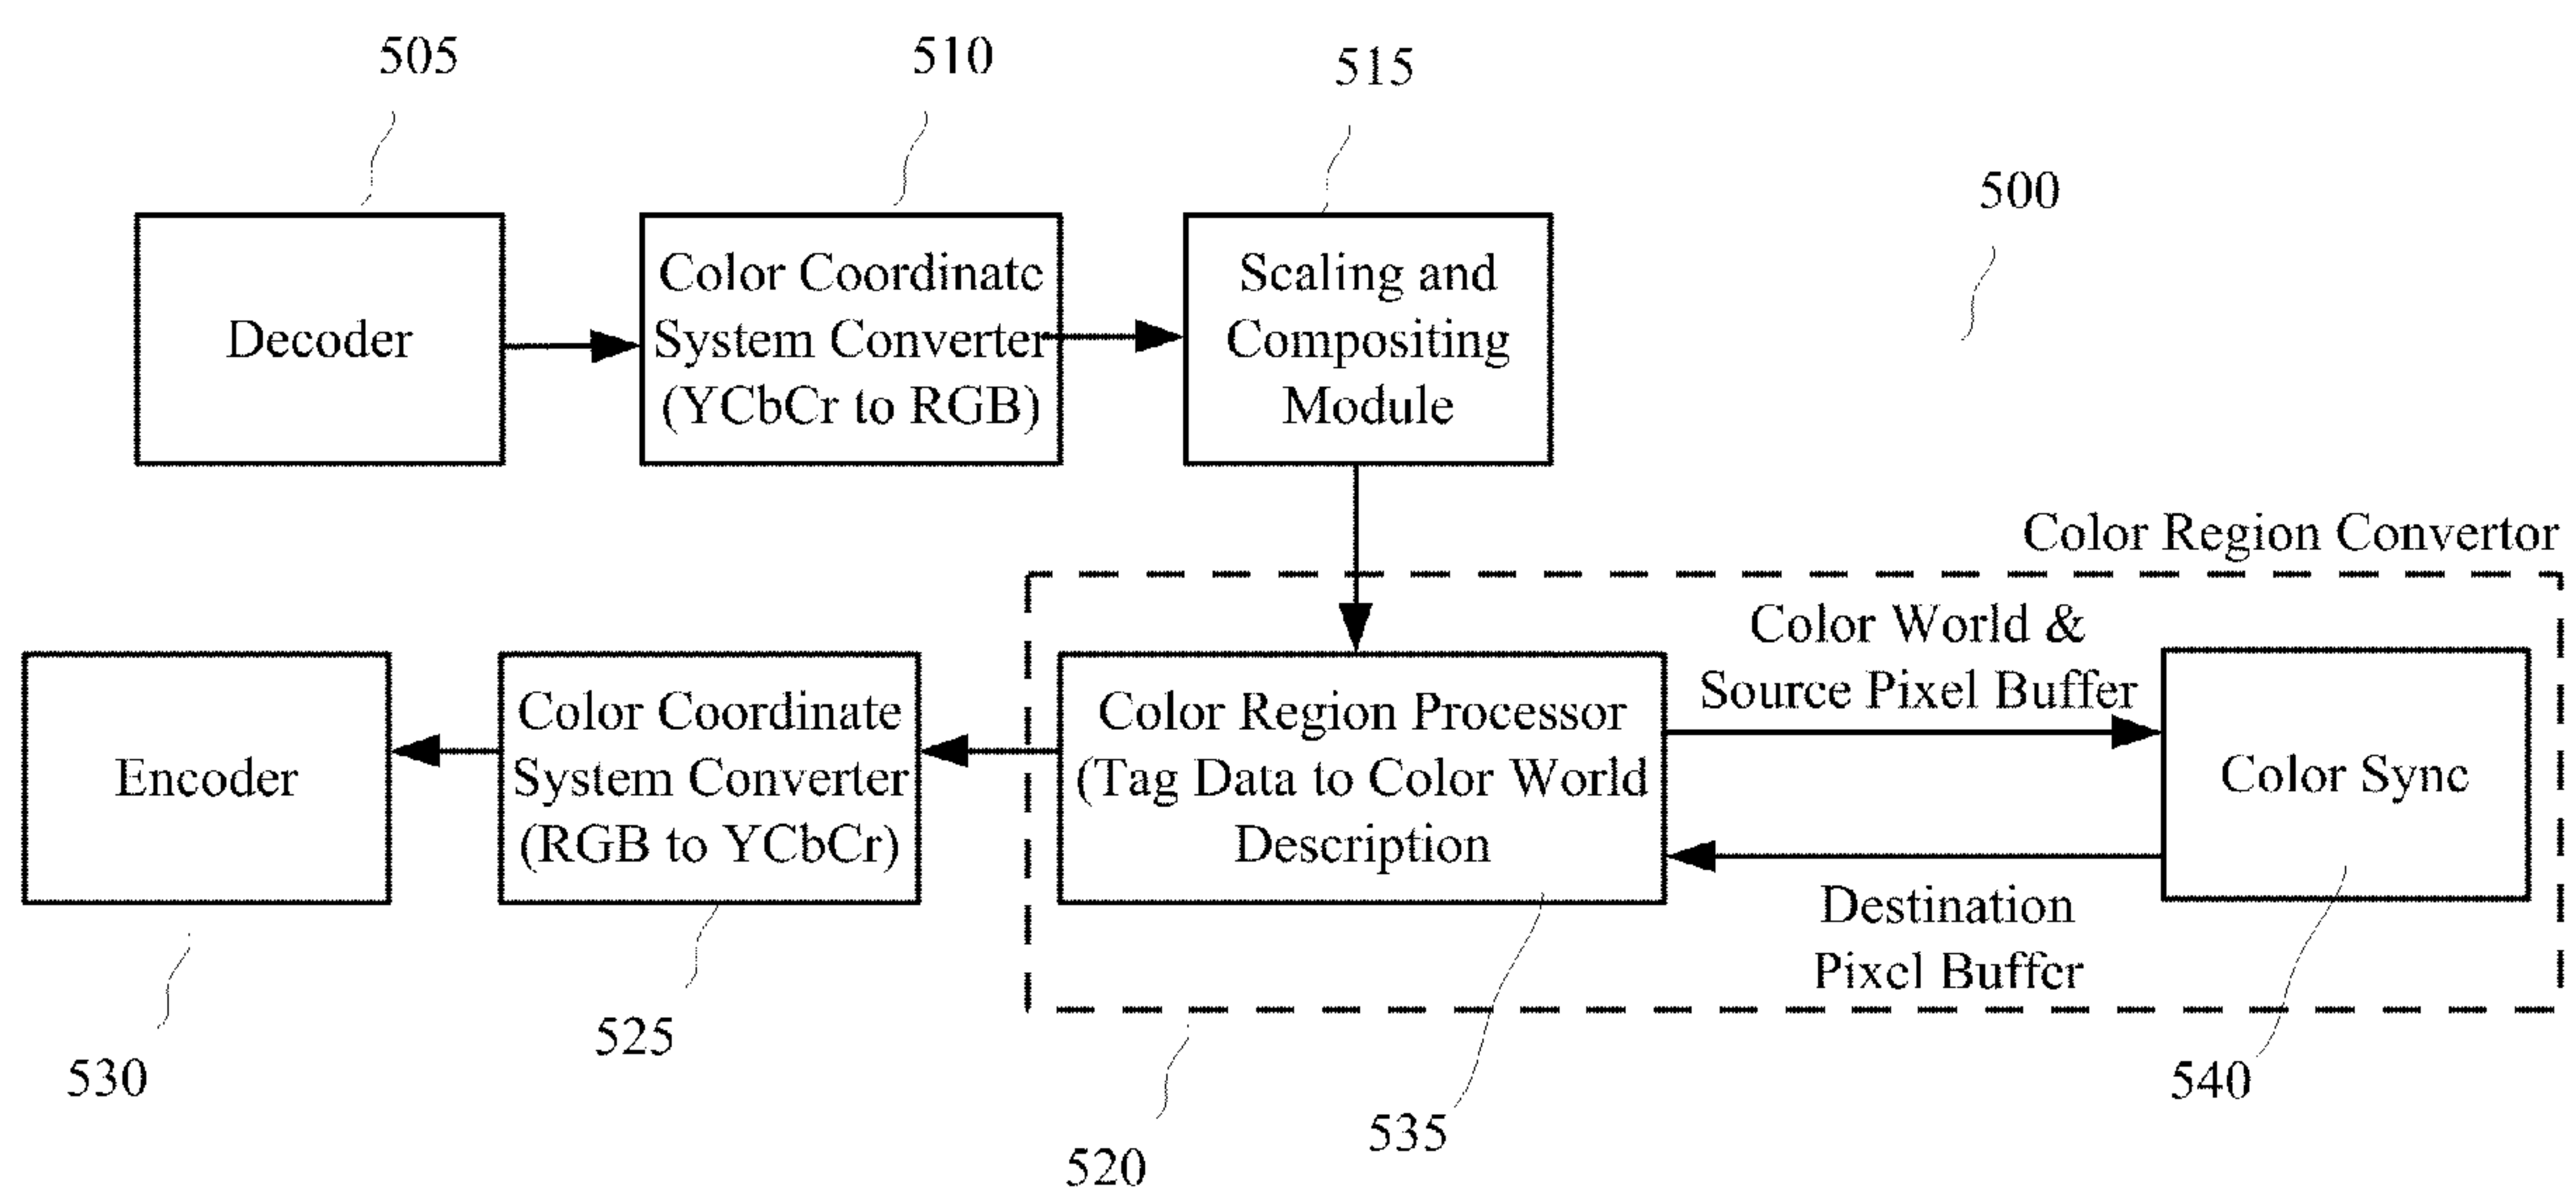 505
510
515
500
Decoder
Color Coordinate
System Converter
(YCbCr to RGB)
Scaling and
Compositing
Module
Color Region Convertor
Color World &
Source Pixel Buffer
Encoder
Color Coordinate
System Converter
(RGB to YCbCr)
Color Region Processor
(Tag Data to Color World
Description
Color Sync
Destination
Pixel Buffer
530
525
520
535
540